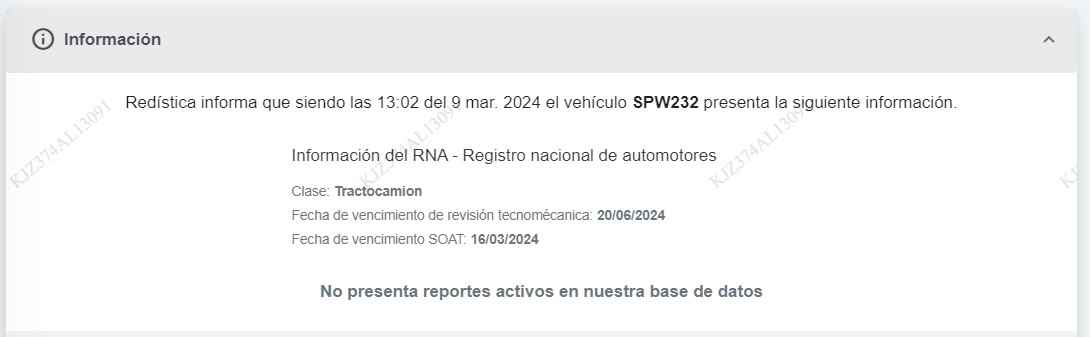 Información
Redística informa que siendo las 13:02 del 9 mar. 2024 el vehículo SPW232 presenta la siguiente información.
KJZ374AL13091
KJZ374AL13091
KJZ374AL13091
Información del RNA - Registro nacional de automotores
Clase: Tractocamion
Fecha de vencimiento de revisión tecnomécanica: 20/06/2024
Fecha de vencimiento SOAT: 16/03/2024
No presenta reportes activos en nuestra base de datos